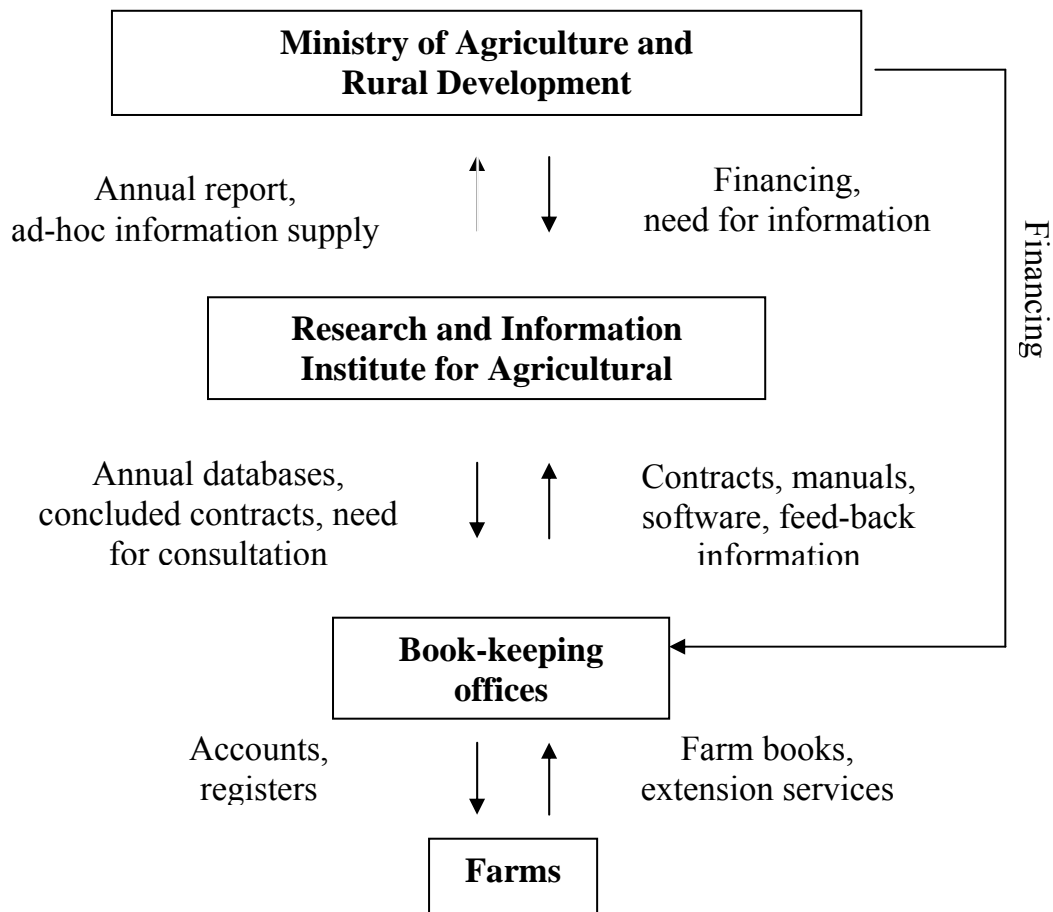 Ministry of Agriculture and
Rural Development
Annual report,
ad-hoc information supply
Financing,
need for information
Financing
Research and Information
Institute for Agricultural
Annual databases,
concluded contracts, need
for consultation
Contracts, manuals,
software, feed-back
information
Book-keeping
offices
Accounts,
registers
Farm books,
extension services
Farms